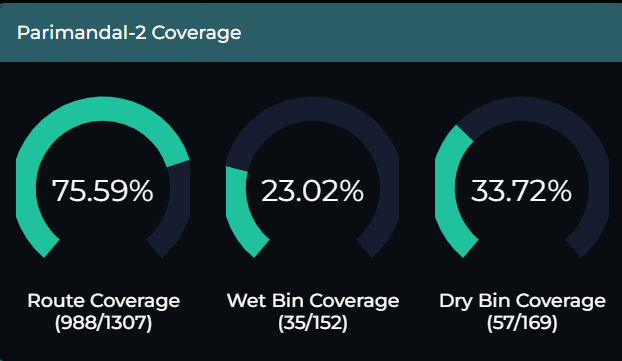 Parimandal-2 Coverage
75.59%
23.02%
33.72%
Route Coverage
(988/1307)
Wet Bin Coverage
(35/152)
Dry Bin Coverage
(57/169)